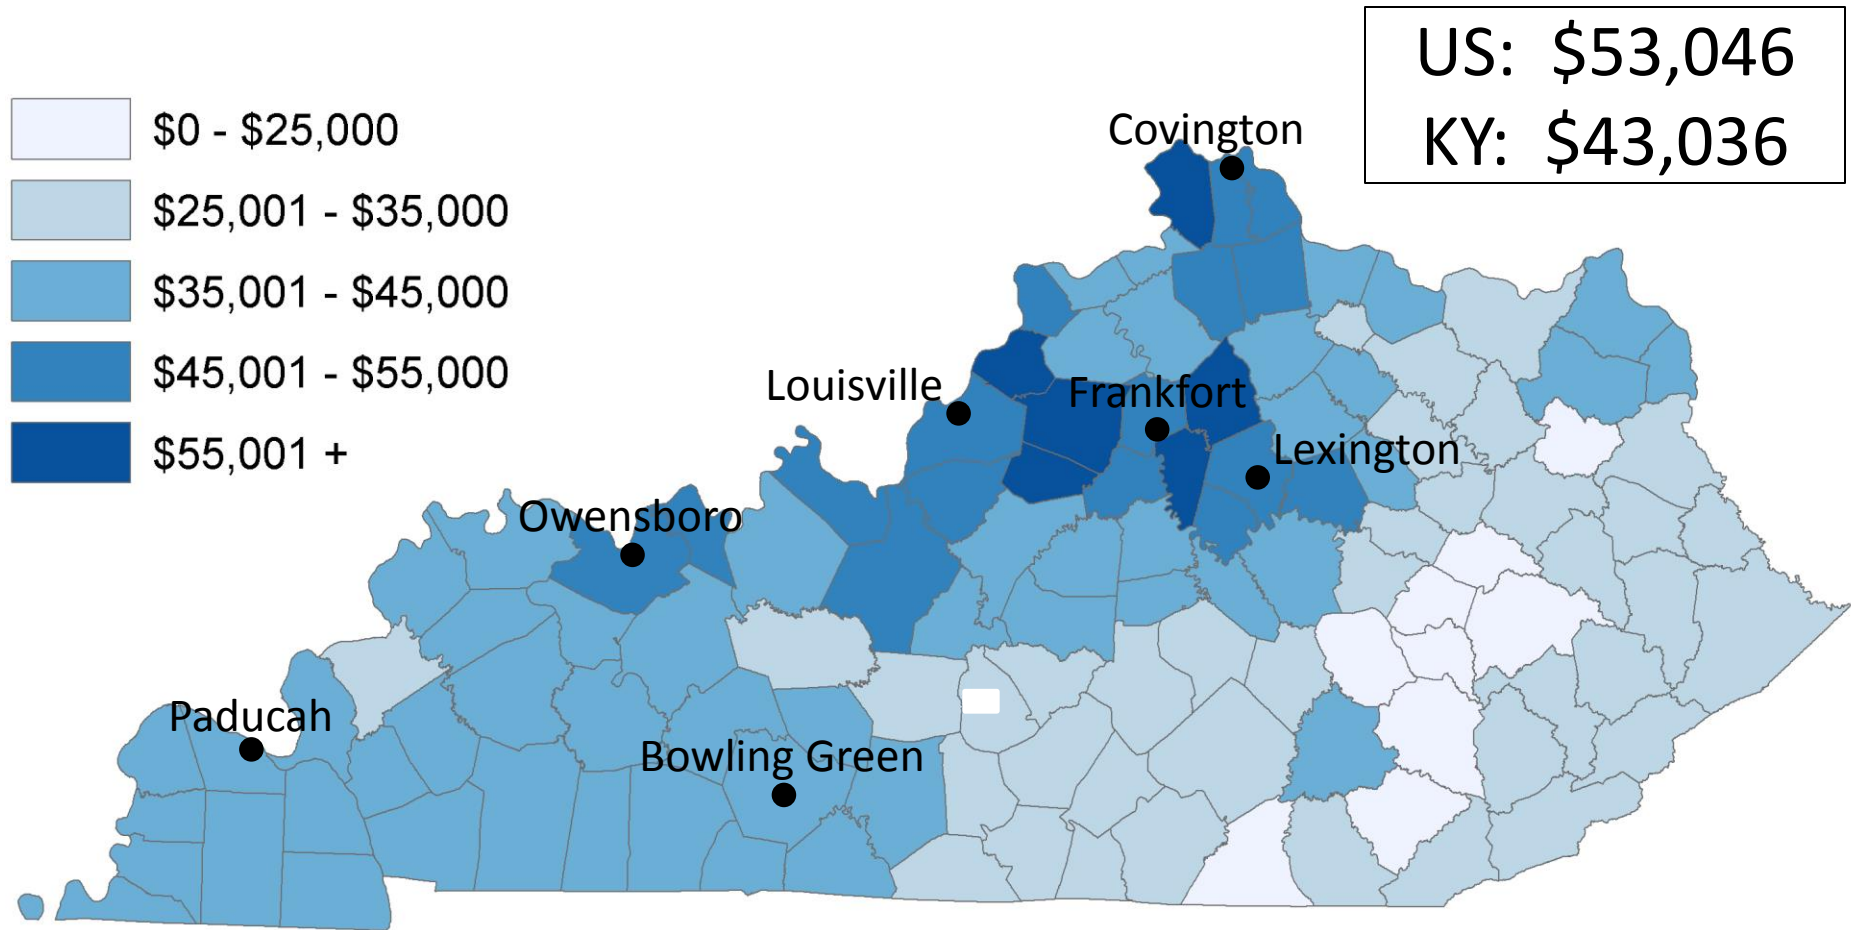 US: $53,046
KY: $43,036
$0 - $25,000
$25,001 - $35,000
$35,001 - $45,000
$45,001 - $55,000
$55,001 +
Covington
Louisville
Frankfort
Lexington
Owensboro
Paducah
Bowling Green